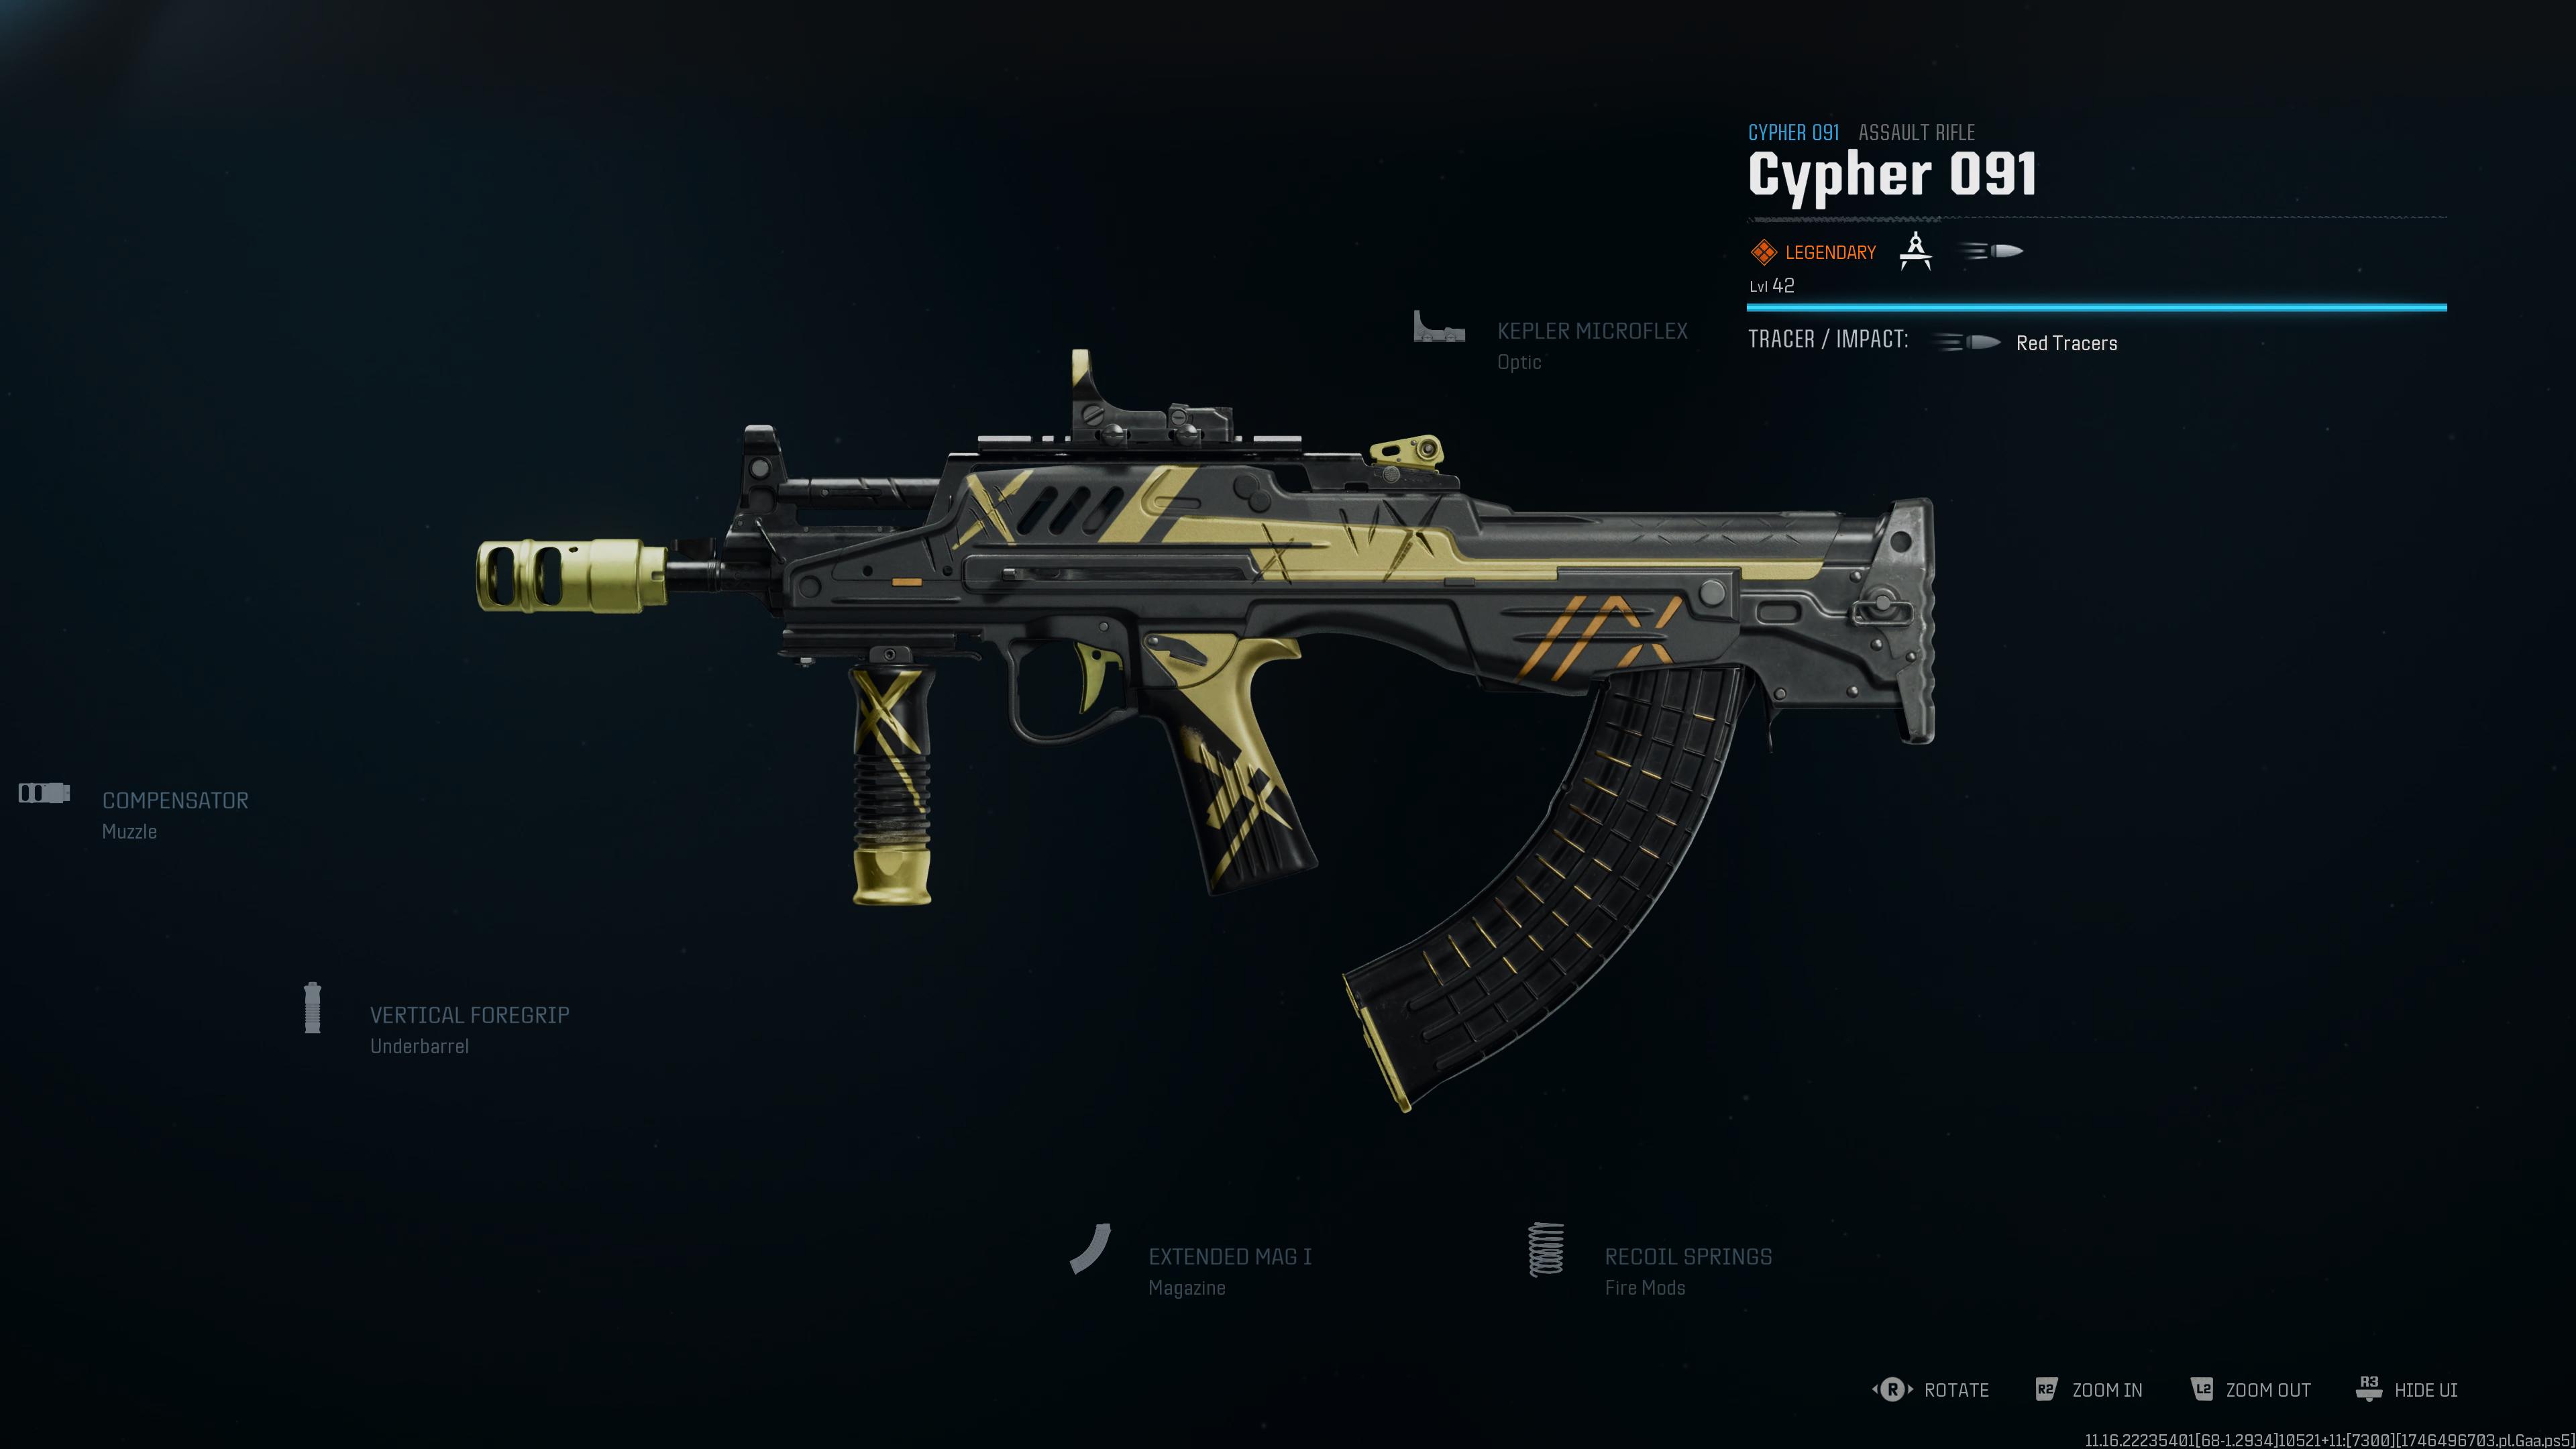 CYPHER 091 ASSAULT RIFLE
Cypher 091
LEGENDARY
Lvl 42
TRACER / IMPACT: Red Tracers
KEPLER MICROFLEX
Optic
COMPENSATOR
Muzzle
VERTICAL FOREGRIP
Underbarrel
EXTENDED MAG I
Magazine
RECOIL SPRINGS
Fire Mods
R ROTATE R2 ZOOM IN L2 ZOOM OUT R3 HIDE UI
11.16.22235401[68-1.2934]10521+11:[7300][1746496703.pl.Gaa.ps5]